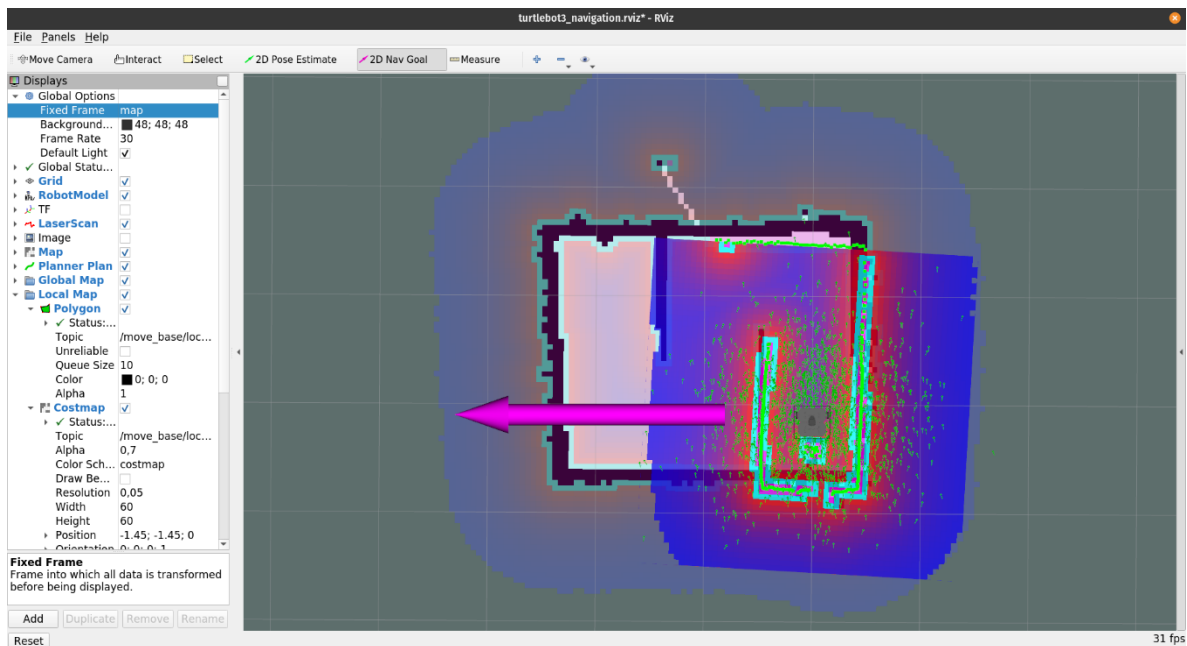 turtlebot3_navigation.rviz* - RViz
File Panels Help
Move Camera Interact Select 2D Pose Estimate 2D Nav Goal Measure
Displays
Global Options
Fixed Frame map
Background... 48; 48; 48
Frame Rate 30
Default Light
Global Statu...
Grid
RobotModel
TF
LaserScan
Image
Map
Planner Plan
Global Map
Local Map
Polygon
Status:...
Topic /move_base/loc...
Unreliable
Queue Size 10
Color 0; 0; 0
Alpha 1
Costmap
Status:...
Topic /move_base/loc...
Alpha 0,7
Color Sch... costmap
Draw Be...
Resolution 0,05
Width 60
Height 60
Position -1.45; -1.45; 0
Orientation 0; 0; 0; 1
Fixed Frame
Frame into which all data is transformed
before being displayed.
Add Duplicate Remove Rename
Reset 31 fps